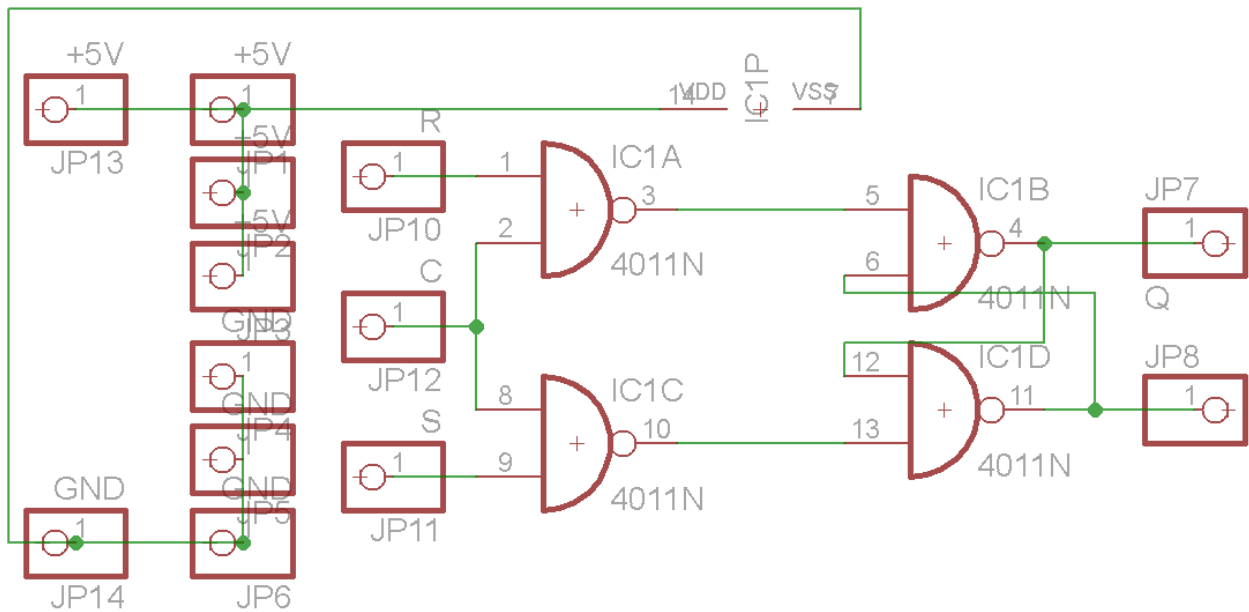 +5V
1
JP13
+5V
1
JP1
+5V
JP2
+5V
JP3
GND
1
JP4
GND
JP5
GND
JP6
GND
1
JP14
14
VDD
IC1P
VSS
7
R
1
JP10
C
1
JP12
S
1
JP11
1
2
3
IC1A
4011N
8
9
10
IC1C
4011N
5
6
4
IC1B
4011N
12
13
11
IC1D
4011N
JP7
1
Q
JP8
1